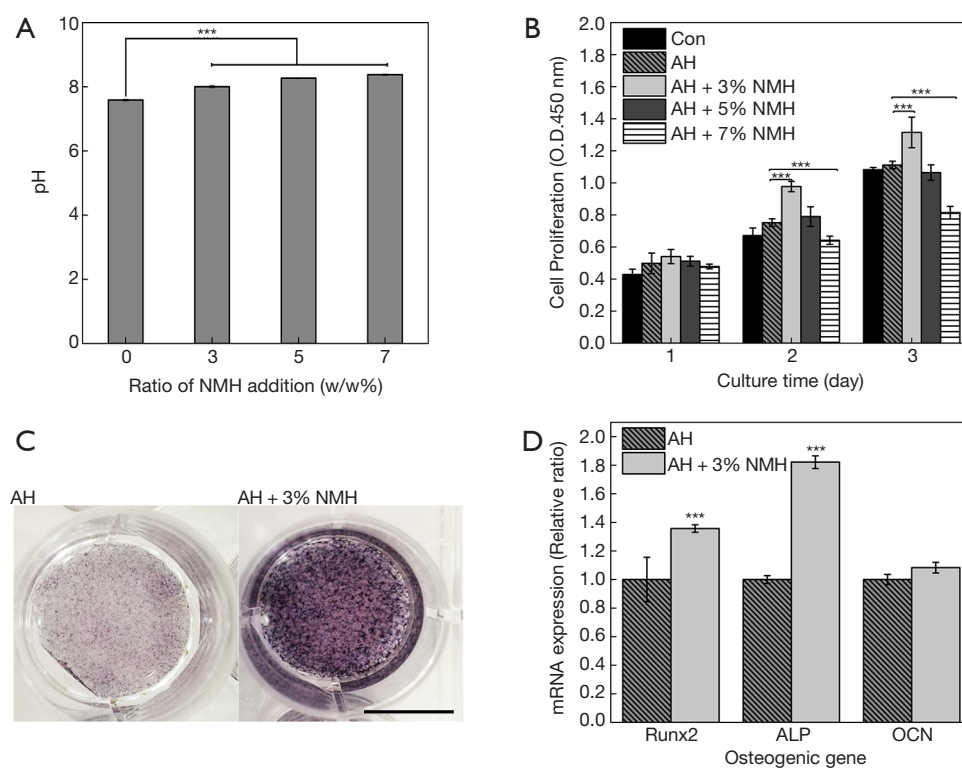 A
10
8
6
4
2
0
pH
***
0 3 5 7
Ratio of NMH addition (w/w%)
B
2.0
1.8
1.6
1.4
1.2
1.0
0.8
0.6
0.4
0.2
0.0
Cell Proliferation (O.D.450 nm)
Con
AH
AH + 3% NMH
AH + 5% NMH
AH + 7% NMH
***
***
***
***
1 2 3
Culture time (day)
C
AH
AH + 3% NMH
D
2.0
1.8
1.6
1.4
1.2
1.0
0.8
0.6
0.4
0.2
0.0
mRNA expression (Relative ratio)
AH
AH + 3% NMH
***
***
Runx2 ALP OCN
Osteogenic gene